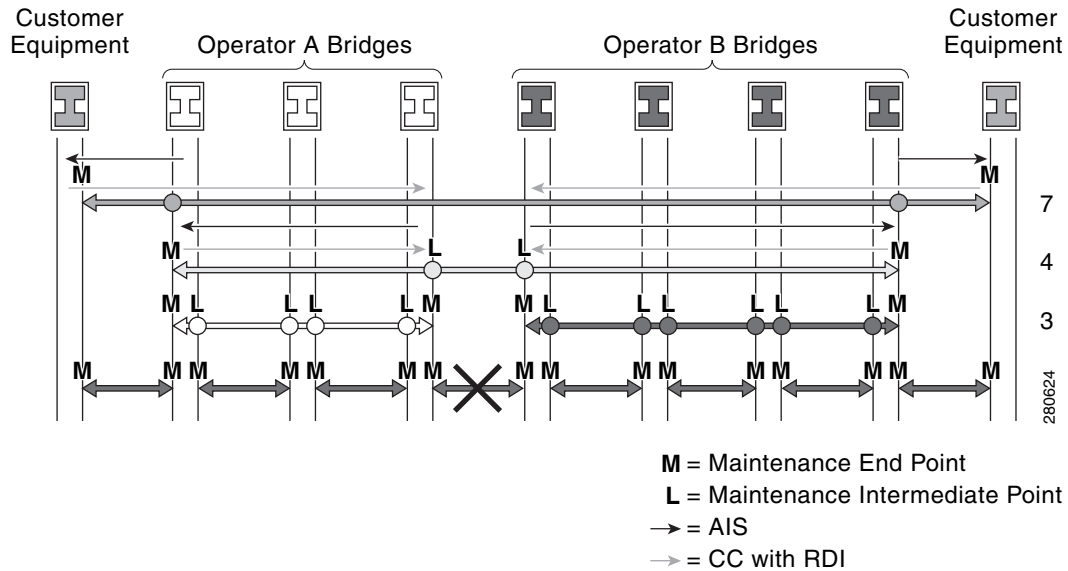 Customer
Equipment
Operator A Bridges
Operator B Bridges
Customer
Equipment
M M
7
M L L M
4
M L L L L M M L L L L L L M
3
M M M M M M M M M M M M M M M M M M
280624
M = Maintenance End Point
L = Maintenance Intermediate Point
= AIS
= CC with RDI